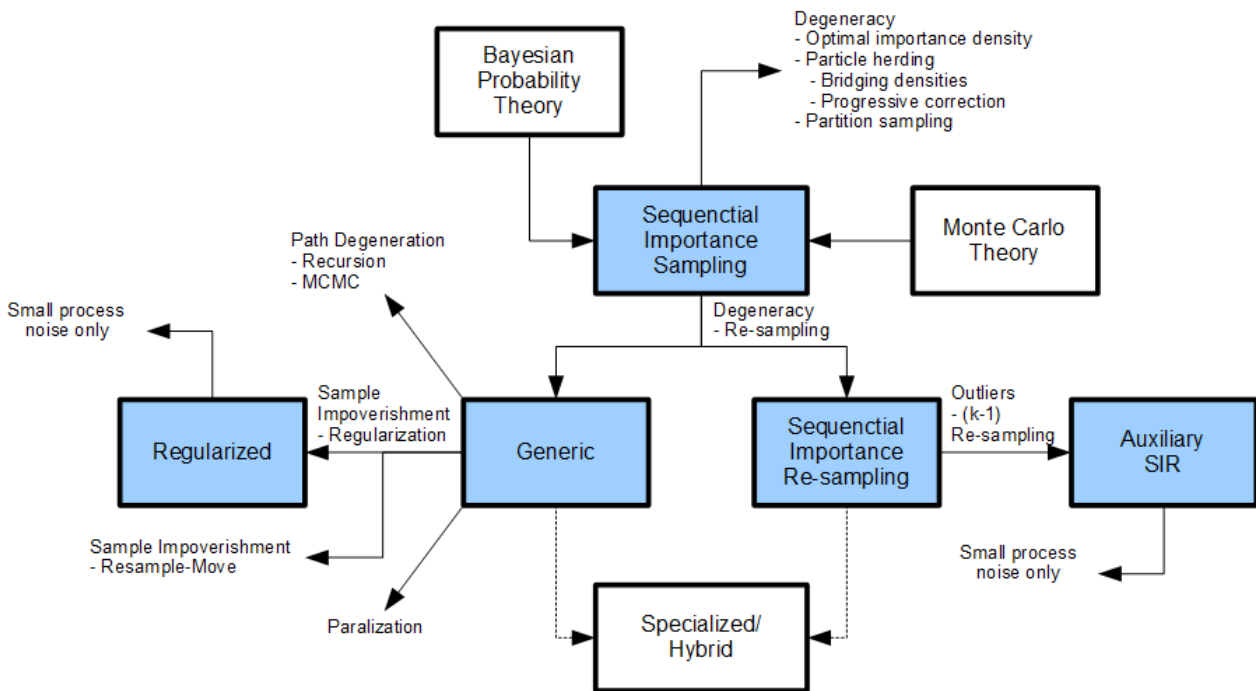 Degeneracy
- Optimal importance density
- Particle herding
- Bridging densities
- Progressive correction
- Partition sampling
Bayesian
Probability
Theory
Sequenctial
Importance
Sampling
Monte Carlo
Theory
Path Degeneration
- Recursion
- MCMC
Small process
noise only
Degeneracy
- Re-sampling
Sample
Impoverishment
- Regularization
Regularized
Generic
Sequenctial
Importance
Re-sampling
Outliers
- (k-1)
Re-sampling
Auxiliary
SIR
Sample Impoverishment
- Resample-Move
Small process
noise only
Paralization
Specialized/
Hybrid